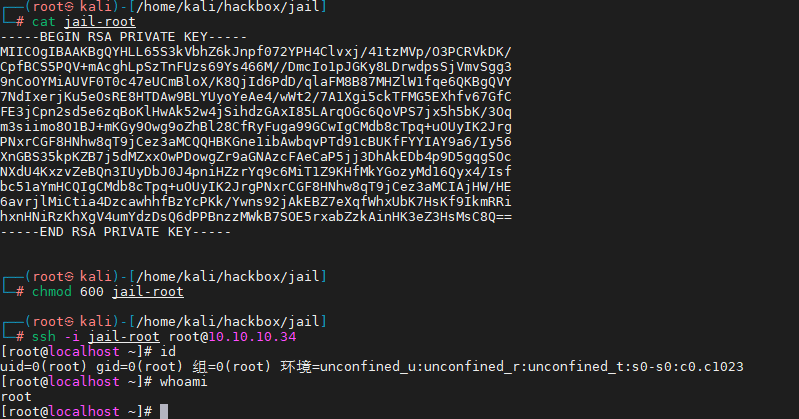 ┌──(root㉿kali)-[/home/kali/hackbox/jail]
└─# cat jail-root
-----BEGIN RSA PRIVATE KEY-----
MIICOgIBAAKBgQYHLL65S3kVbhZ6kJnpf072YPH4Clvxj/41tzMVp/O3PCRVkDK/
CpfBCS5PQV+mAcghLpSzTnFUzs69Ys466M//DmcIo1pJGKy8LDrwdpsSjVmvSgg3
9nCoOYMiAUVF0T0c47eUCmBloX/K8QjId6PdD/qlaFM8B87MHZlW1fqe6QKBgQVY
7NdIxerjKu5eOsRE8HTDAw9BLYUyoYeAe4/wWt2/7A1Xgi5ckTFMG5EXhfv67GfC
FE3jCpn2sd5e6zqBoKlHwAk52w4jSihdzGAxI85LArqOGc6QoVPS7jx5h5bK/3Oq
m3siimo8O1BJ+mKGy9Owg9oZhBl28CfRyFuga99GCwIgCMdb8cTpq+uOUyIK2Jrg
PNxrCGF8HNhw8qT9jCez3aMCQQHBKGne1ibAwbqvPTd91cBUKfFYYIAY9a6/Iy56
XnGBS35kpKZB7j5dMZxxOwPDowgZr9aGNAzcFAeCaP5jj3DhAkEDb4p9D5gqgSOc
NXdU4KxzvZeBQn3IUyDbJ0J4pniHZzrYq9c6MiT1Z9KHfMkYGozyMd16Qyx4/Isf
bc51aYmHCQIgCMdb8cTpq+uOUyIK2JrgPNxrCGF8HNhw8qT9jCez3aMCIAjHW/HE
6avrjlMiCtia4DzcawhhfBzYcPKk/Ywns92jAkEBZ7eXqfWhxUbK7HsKf9IkmRRi
hxnHNiRzKhXgV4umYdzDsQ6dPPBnzzMWkB7SOE5rxabZzkAinHK3eZ3HsMsC8Q==
-----END RSA PRIVATE KEY-----
┌──(root㉿kali)-[/home/kali/hackbox/jail]
└─# chmod 600 jail-root
┌──(root㉿kali)-[/home/kali/hackbox/jail]
└─# ssh -i jail-root root@10.10.10.34
[root@localhost ~]# id
uid=0(root) gid=0(root) 组=0(root) 环境=unconfined_u:unconfined_r:unconfined_t:s0-s0:c0.c1023
[root@localhost ~]# whoami
root
[root@localhost ~]#